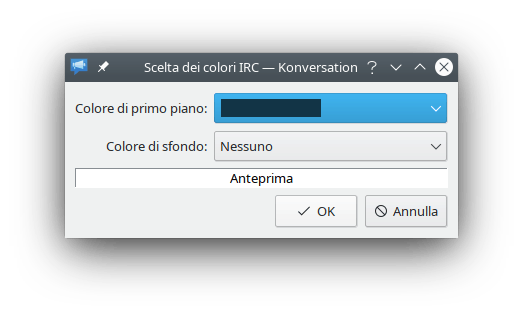 Scelta dei colori IRC — Konversation
Colore di primo piano:
Colore di sfondo: Nessuno
Anteprima
OK Annulla